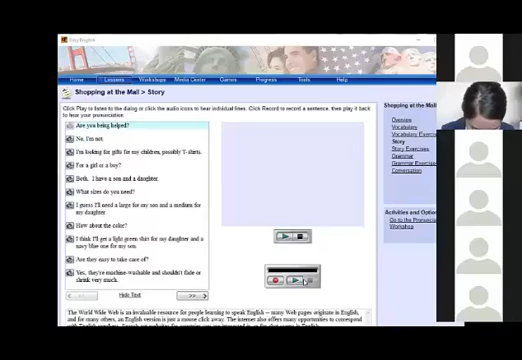 Easy English
Home Lessons Workshops Media Center Games Progress Tools Help
Shopping at the Mall > Story
Click Play to listen to the dialog or click the audio icons to hear individual lines. Click Record to record a sentence, then play it back
to hear your pronunciation
Are you being helped?
No, I'm not.
I'm looking for gifts for my children, possibly T-shirts.
For a girl or a boy?
Both. I have a son and a daughter.
What sizes do you need?
I guess I'll need a large for my son and a medium for
my daughter.
How about the color?
I think I'll get a light green shirt for my daughter and a
navy blue one for my son.
Are they easy to take care of?
Yes, they're machine-washable and shouldn't fade or
shrink very much.
Hide Text
>>
The World Wide Web is an invaluable resource for people learning to speak English -- many Web pages originate in English,
and for many others, an English version is just a mouse click away. The Internet also offers many opportunities to correspond
Shopping at the Mall >
Overview
Vocabulary
Vocabulary Exercises
Story
Story Exercises
Grammar
Grammar Exercises
Conversation
Activities and Options
Go to the Pronunciation
Workshop